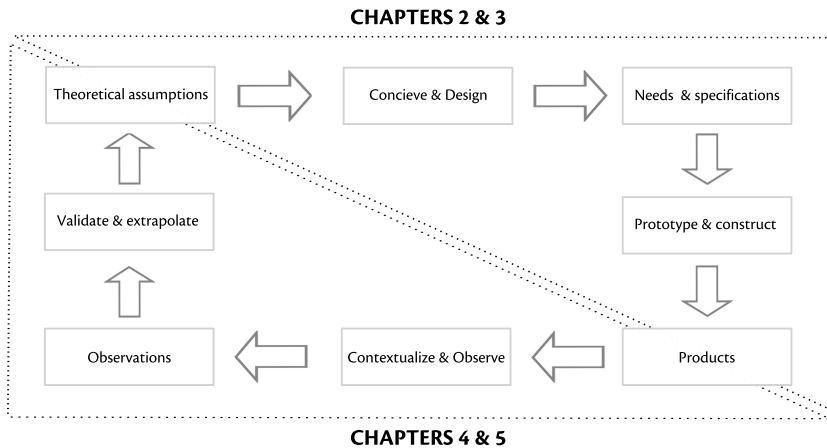 CHAPTERS 2 & 3
Theoretical assumptions
Concieve & Design
Needs & specifications
Validate & extrapolate
Prototype & construct
Observations
Contextualize & Observe
Products
CHAPTERS 4 & 5